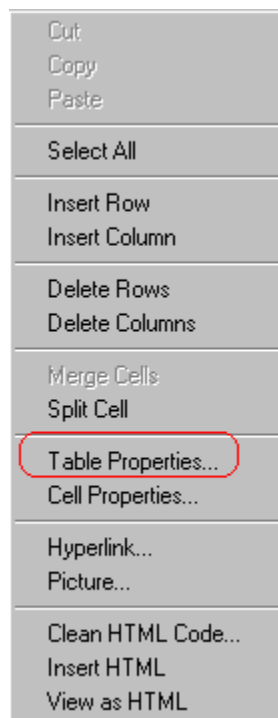 Cut
Copy
Paste
Select All
Insert Row
Insert Column
Delete Rows
Delete Columns
Merge Cells
Split Cell
Table Properties...
Cell Properties...
Hyperlink...
Picture...
Clean HTML Code...
Insert HTML
View as HTML